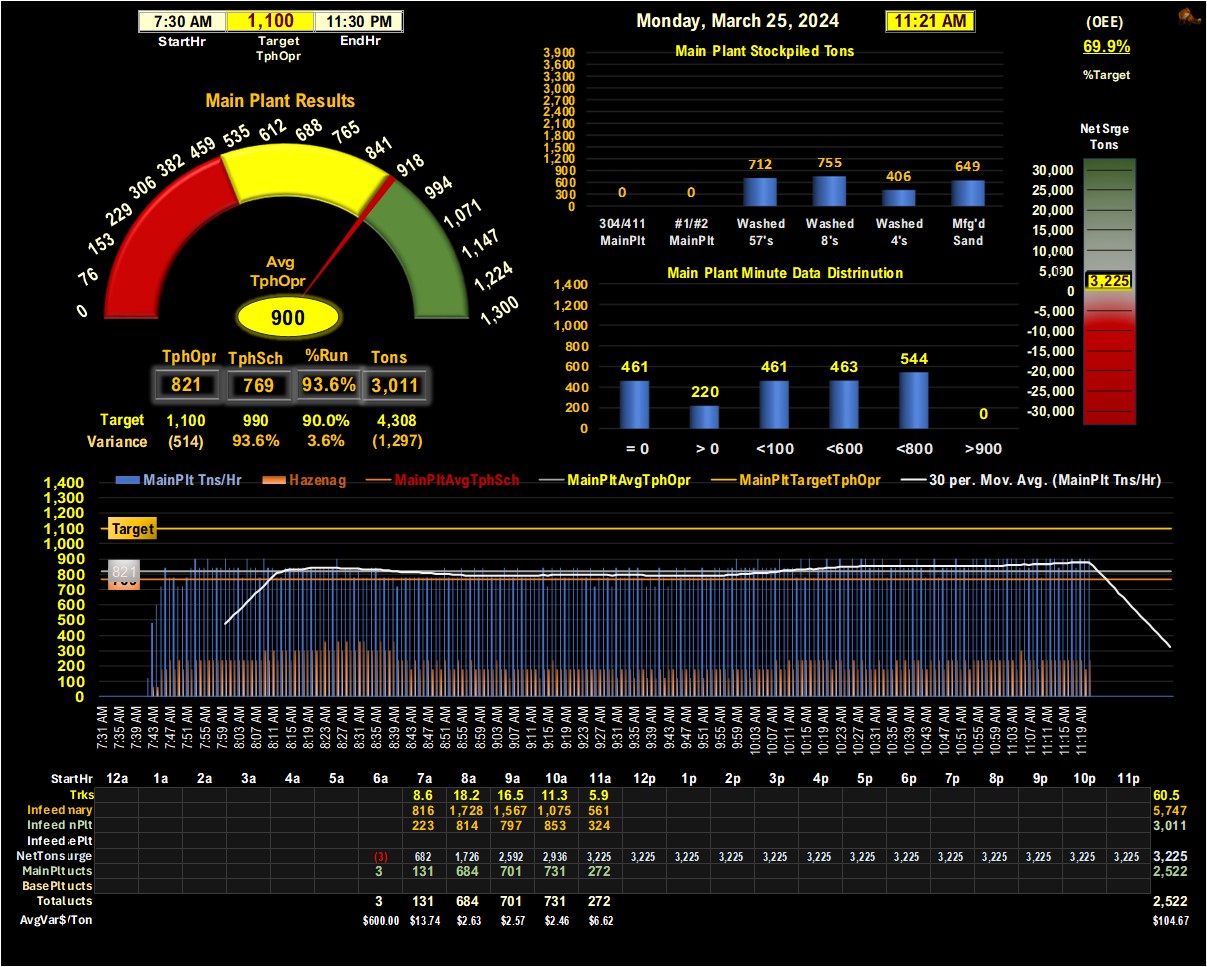 7:30 AM 1,100 11:30 PM
StartHr Target TphOpr EndHr
Monday, March 25, 2024 11:21 AM
(OEE)
69.9%
%Target
Main Plant Results
0 76 153 229 306 382 459 535 612 688 765 841 918 994 1,071 1,147 1,224 1,300
Avg
TphOpr
900
TphOpr TphSch %Run Tons
821 769 93.6% 3,011
Target 1,100 990 90.0% 4,308
Variance (514) 93.6% 3.6% (1,297)
Main Plant Stockpiled Tons
3,900
3,600
3,300
3,000
2,700
2,400
2,100
1,800
1,500
1,200
900
600
300
0
0 0 712 755 406 649
304/411 #1/#2 Washed Washed Washed Mfg'd
MainPlt MainPlt 57's 8's 4's Sand
Main Plant Minute Data Distrinution
1,400
1,200
1,000
800
600
400
200
0
461 220 461 463 544 0
= 0 > 0 <100 <600 <800 >900
Net Srge
Tons
30,000
25,000
20,000
15,000
10,000
5,000
3,225
0
-5,000
-10,000
-15,000
-20,000
-25,000
-30,000
MainPlt Tns/Hr Hazenag MainPltAvgTphSch MainPltAvgTphOpr MainPltTargetTphOpr 30 per. Mov. Avg. (MainPlt Tns/Hr)
1,400
1,300
1,200
1,100
1,000
900
800
700
600
500
400
300
200
100
0
Target
821
7:31 AM 7:35 AM 7:39 AM 7:43 AM 7:47 AM 7:51 AM 7:55 AM 7:59 AM 8:03 AM 8:07 AM 8:11 AM 8:15 AM 8:19 AM 8:23 AM 8:27 AM 8:31 AM 8:35 AM 8:39 AM 8:43 AM 8:47 AM 8:51 AM 8:55 AM 8:59 AM 9:03 AM 9:07 AM 9:11 AM 9:15 AM 9:19 AM 9:23 AM 9:27 AM 9:31 AM 9:35 AM 9:39 AM 9:43 AM 9:47 AM 9:51 AM 9:55 AM 9:59 AM 10:03 AM 10:07 AM 10:11 AM 10:15 AM 10:19 AM 10:23 AM 10:27 AM 10:31 AM 10:35 AM 10:39 AM 10:43 AM 10:47 AM 10:51 AM 10:55 AM 10:59 AM 11:03 AM 11:07 AM 11:11 AM 11:15 AM 11:19 AM
StartHr 12a 1a 2a 3a 4a 5a 6a 7a 8a 9a 10a 11a 12p 1p 2p 3p 4p 5p 6p 7p 8p 9p 10p 11p
Trks 8.6 18.2 16.5 11.3 5.9 60.5
Infeed nary 816 1,728 1,567 1,075 561 5,747
Infeed nPlt 223 814 797 853 324 3,011
Infeed ePlt
NetTons urge (3) 682 1,726 2,592 2,936 3,225 3,225 3,225 3,225 3,225 3,225 3,225 3,225 3,225 3,225 3,225 3,225 3,225 3,225
MainPlt ucts 3 131 684 701 731 272 2,522
BasePlt ucts
Total ucts 3 131 684 701 731 272 2,522
AvgVar$/Ton $600.00 $13.74 $2.63 $2.57 $2.46 $6.62 $104.67